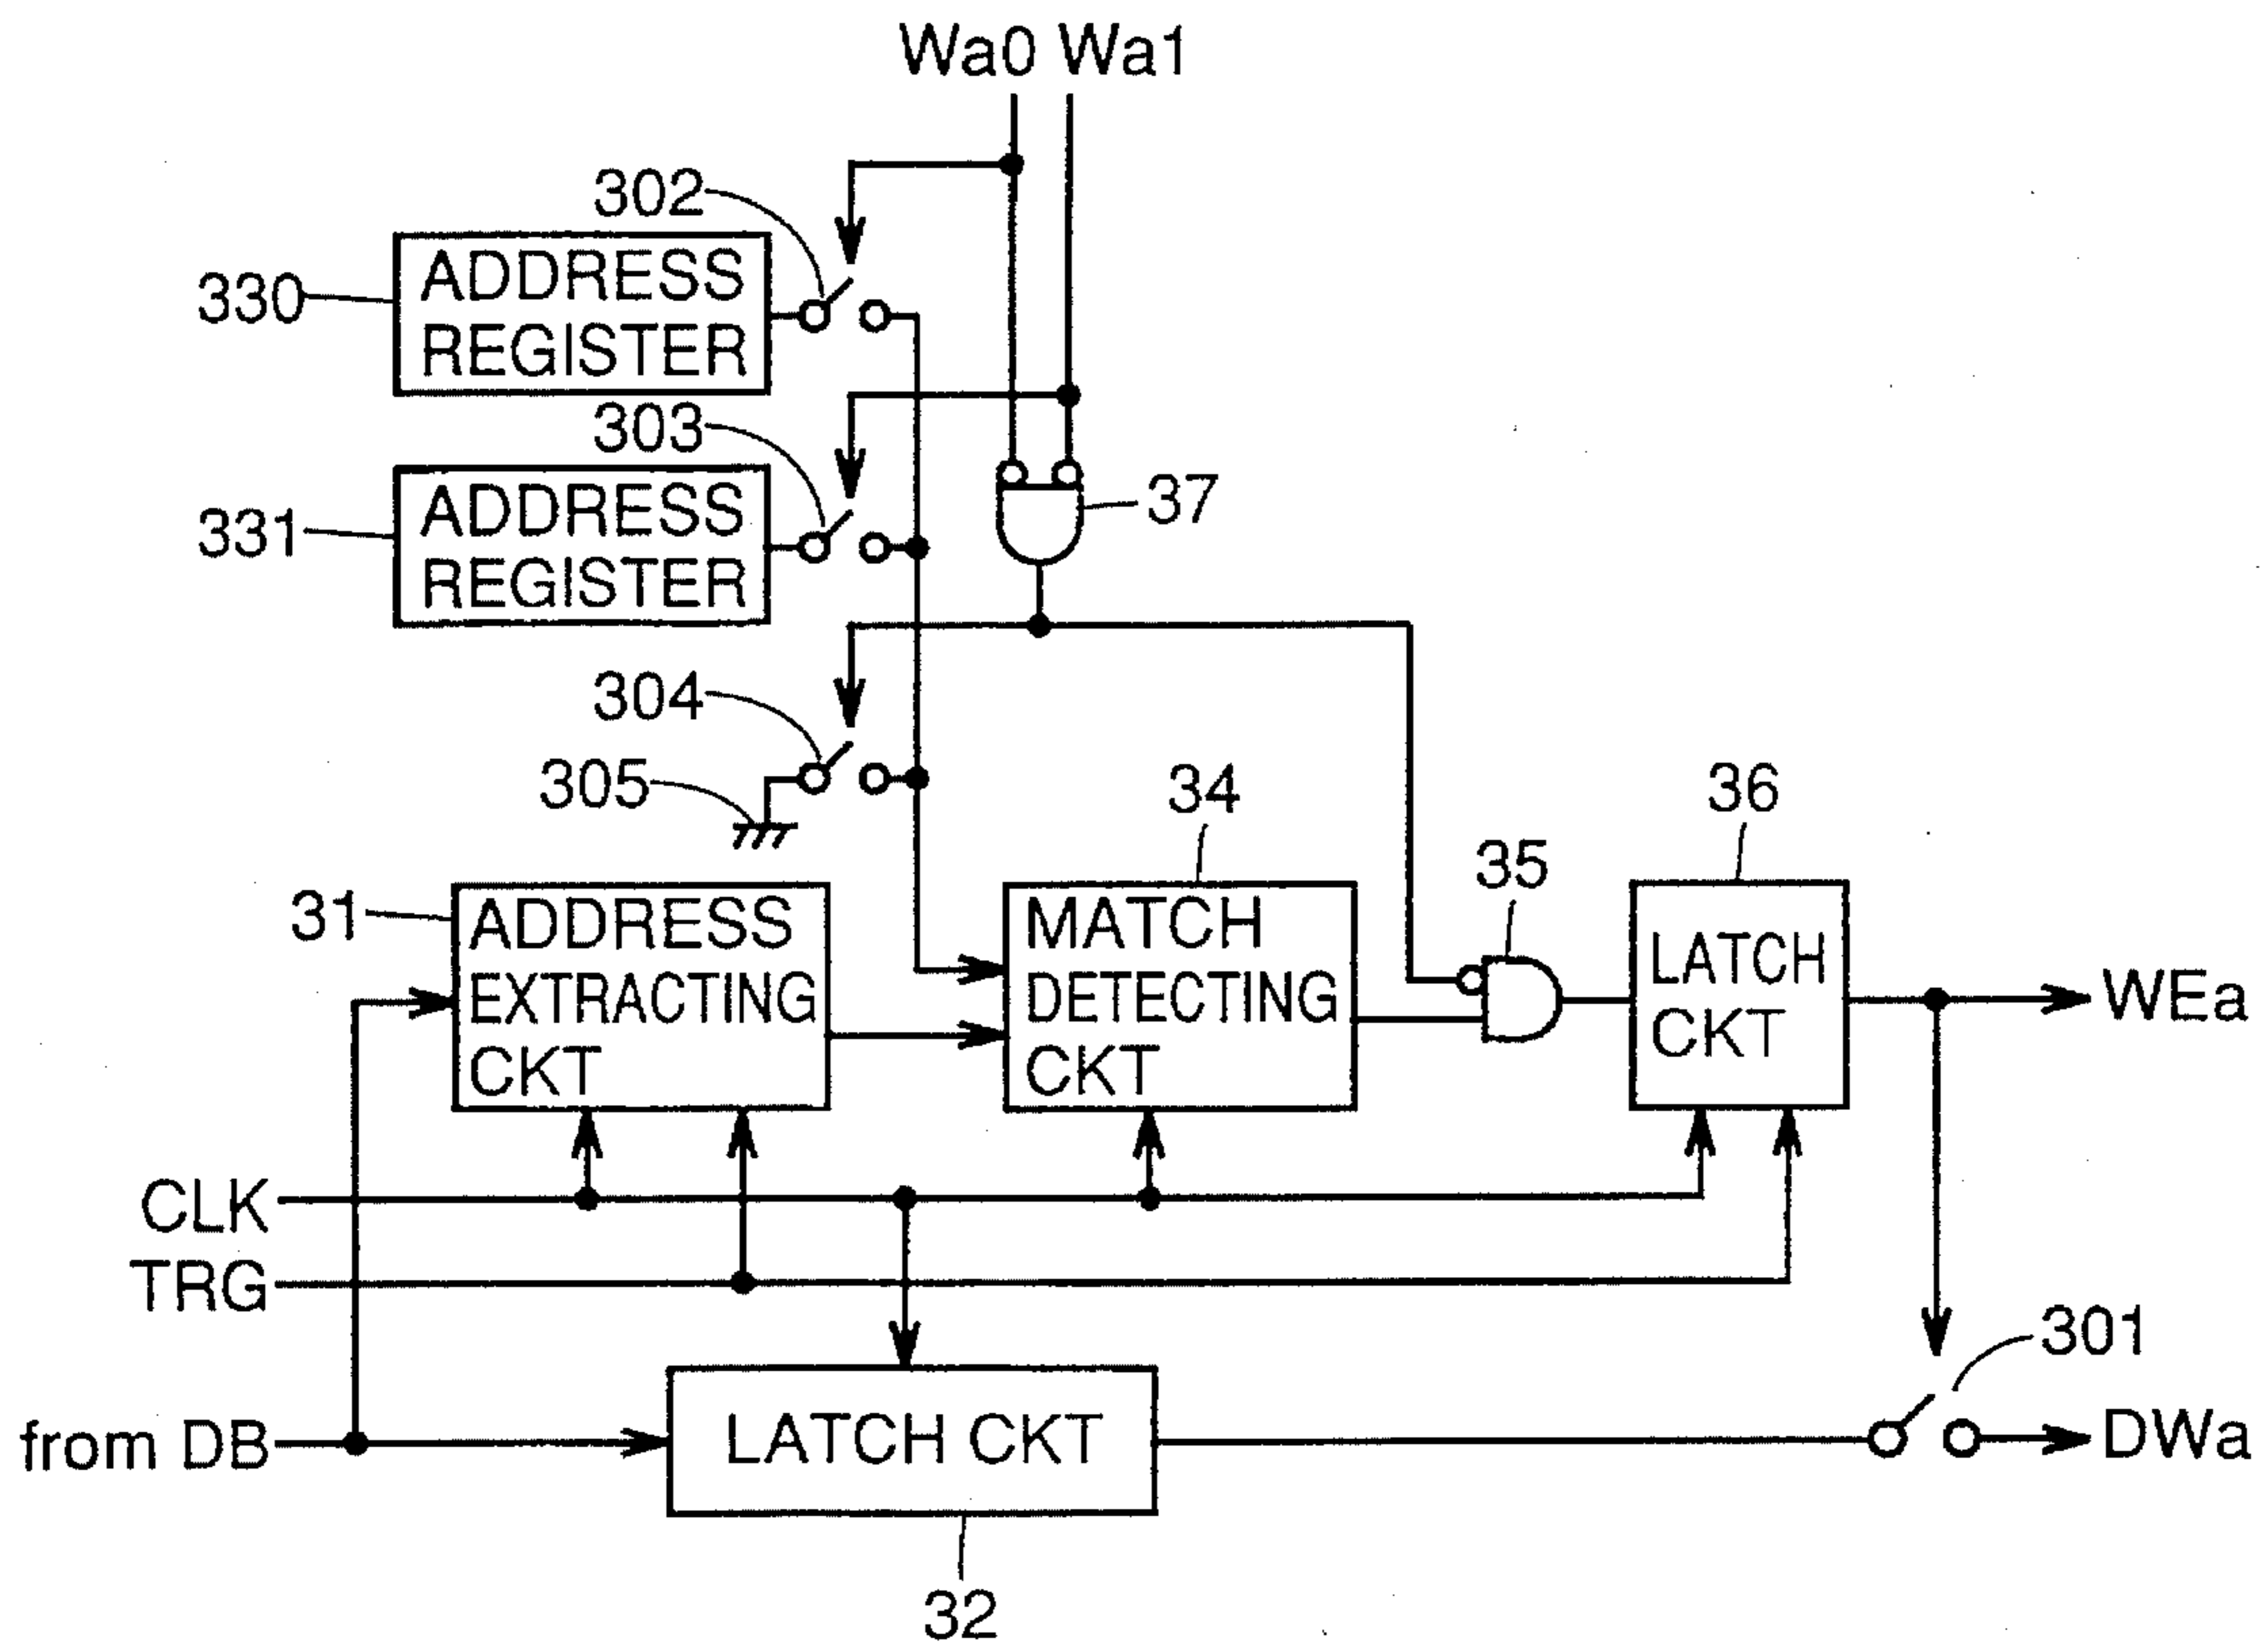 Wa0 Wa1
302
330
ADDRESS
REGISTER
303
331
ADDRESS
REGISTER
37
304
305
34
36
35
31
ADDRESS
EXTRACTING
CKT
MATCH
DETECTING
CKT
LATCH
CKT
WEa
CLK
TRG
301
from DB
LATCH CKT
DWa
32